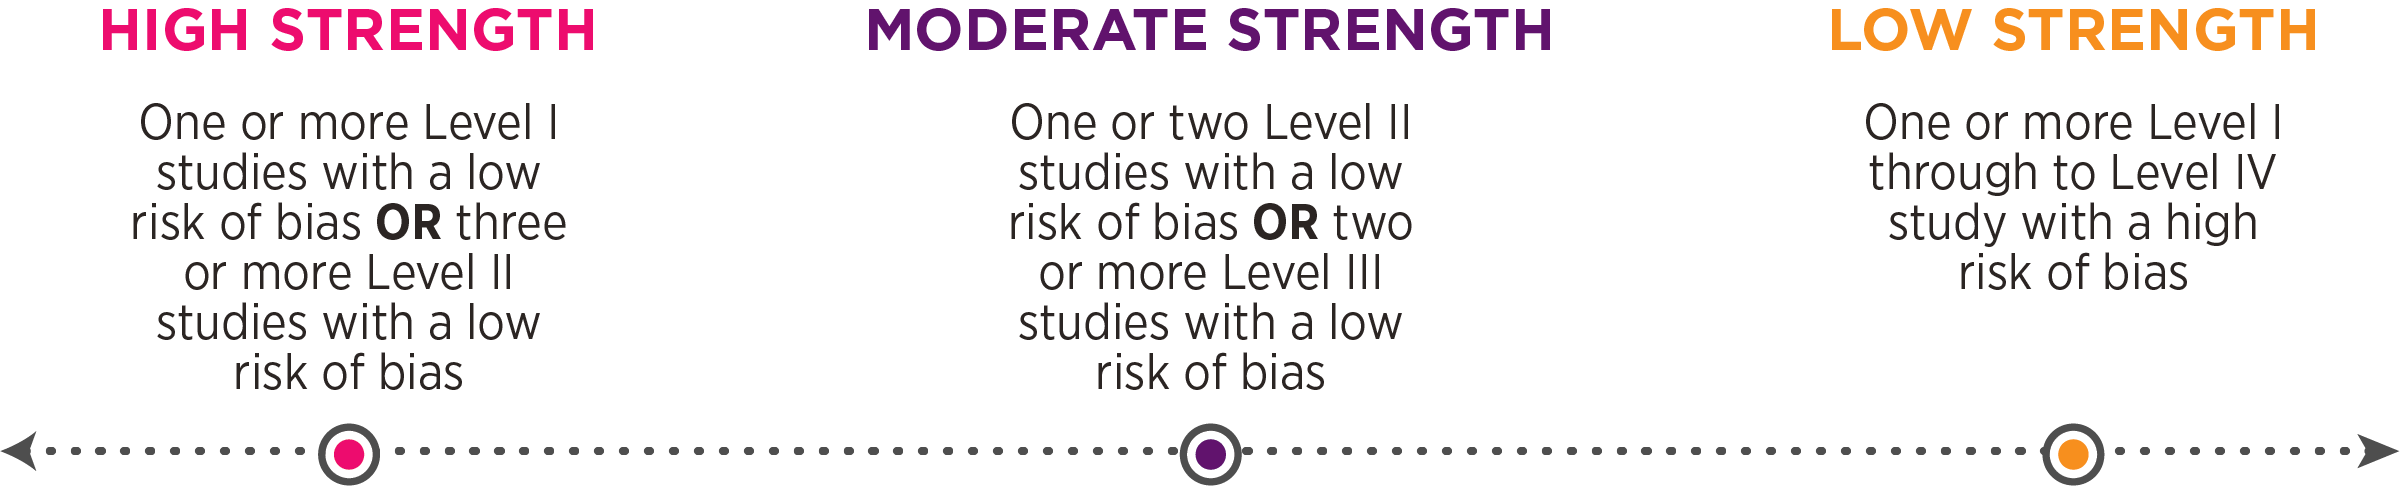 HIGH STRENGTH
One or more Level I
studies with a low
risk of bias OR three
or more Level II
studies with a low
risk of bias
MODERATE STRENGTH
One or two Level II
studies with a low
risk of bias OR two
or more Level III
studies with a low
risk of bias
LOW STRENGTH
One or more Level I
through to Level IV
study with a high
risk of bias